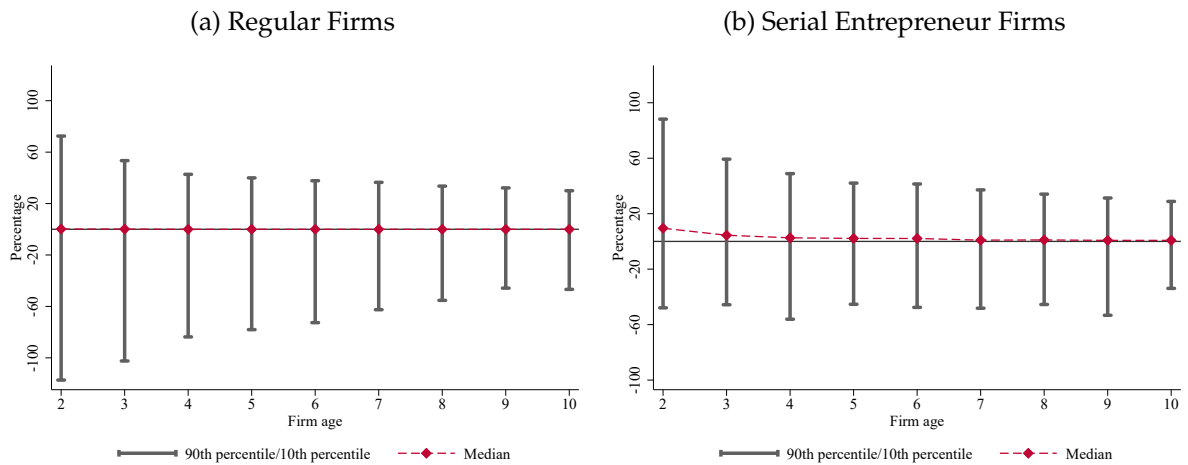 (a) Regular Firms
100
60
20
-20
-60
-100
Percentage
2 3 4 5 6 7 8 9 10
Firm age
90th percentile/10th percentile Median
(b) Serial Entrepreneur Firms
100
60
20
-20
-60
-100
Percentage
2 3 4 5 6 7 8 9 10
Firm age
90th percentile/10th percentile Median